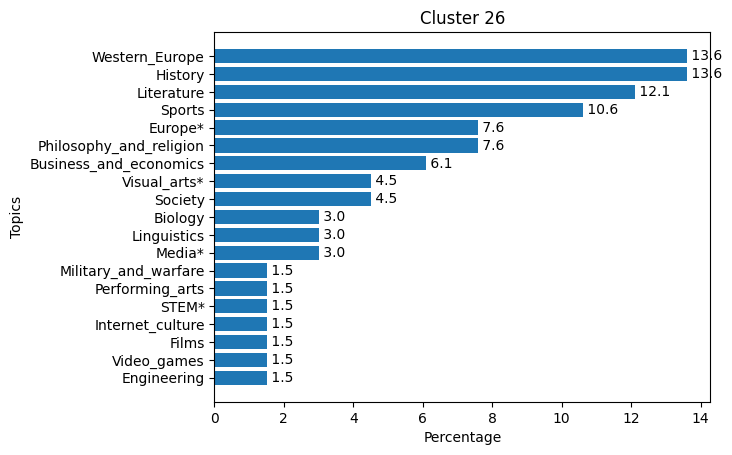 Cluster 26
Western_Europe 13.6
History 13.6
Literature 12.1
Sports 10.6
Europe* 7.6
Philosophy_and_religion 7.6
Business_and_economics 6.1
Visual_arts* 4.5
Society 4.5
Biology 3.0
Linguistics 3.0
Media* 3.0
Military_and_warfare 1.5
Performing_arts 1.5
STEM* 1.5
Internet_culture 1.5
Films 1.5
Video_games 1.5
Engineering 1.5
Topics
0 2 4 6 8 10 12 14
Percentage